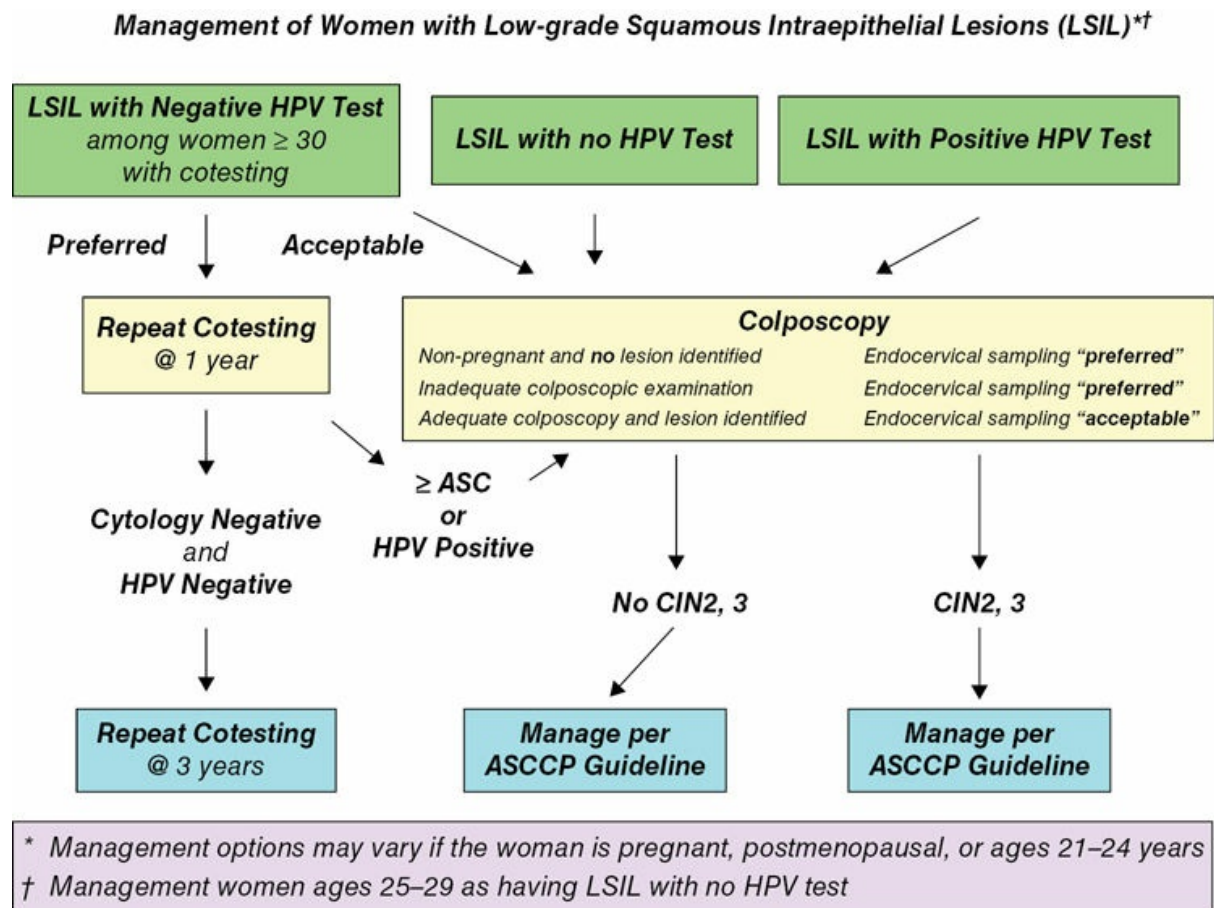 Management of Women with Low-grade Squamous Intraepithelial Lesions (LSIL)*†
LSIL with Negative HPV Test
among women ≥ 30
with cotesting
LSIL with no HPV Test
LSIL with Positive HPV Test
Preferred
Acceptable
Repeat Cotesting
@ 1 year
Colposcopy
Non-pregnant and no lesion identified Endocervical sampling “preferred”
Inadequate colposcopic examination Endocervical sampling “preferred”
Adequate colposcopy and lesion identified Endocervical sampling “acceptable”
≥ ASC
or
HPV Positive
Cytology Negative
and
HPV Negative
No CIN2, 3
CIN2, 3
Repeat Cotesting
@ 3 years
Manage per
ASCCP Guideline
Manage per
ASCCP Guideline
* Management options may vary if the woman is pregnant, postmenopausal, or ages 21–24 years
† Management women ages 25–29 as having LSIL with no HPV test